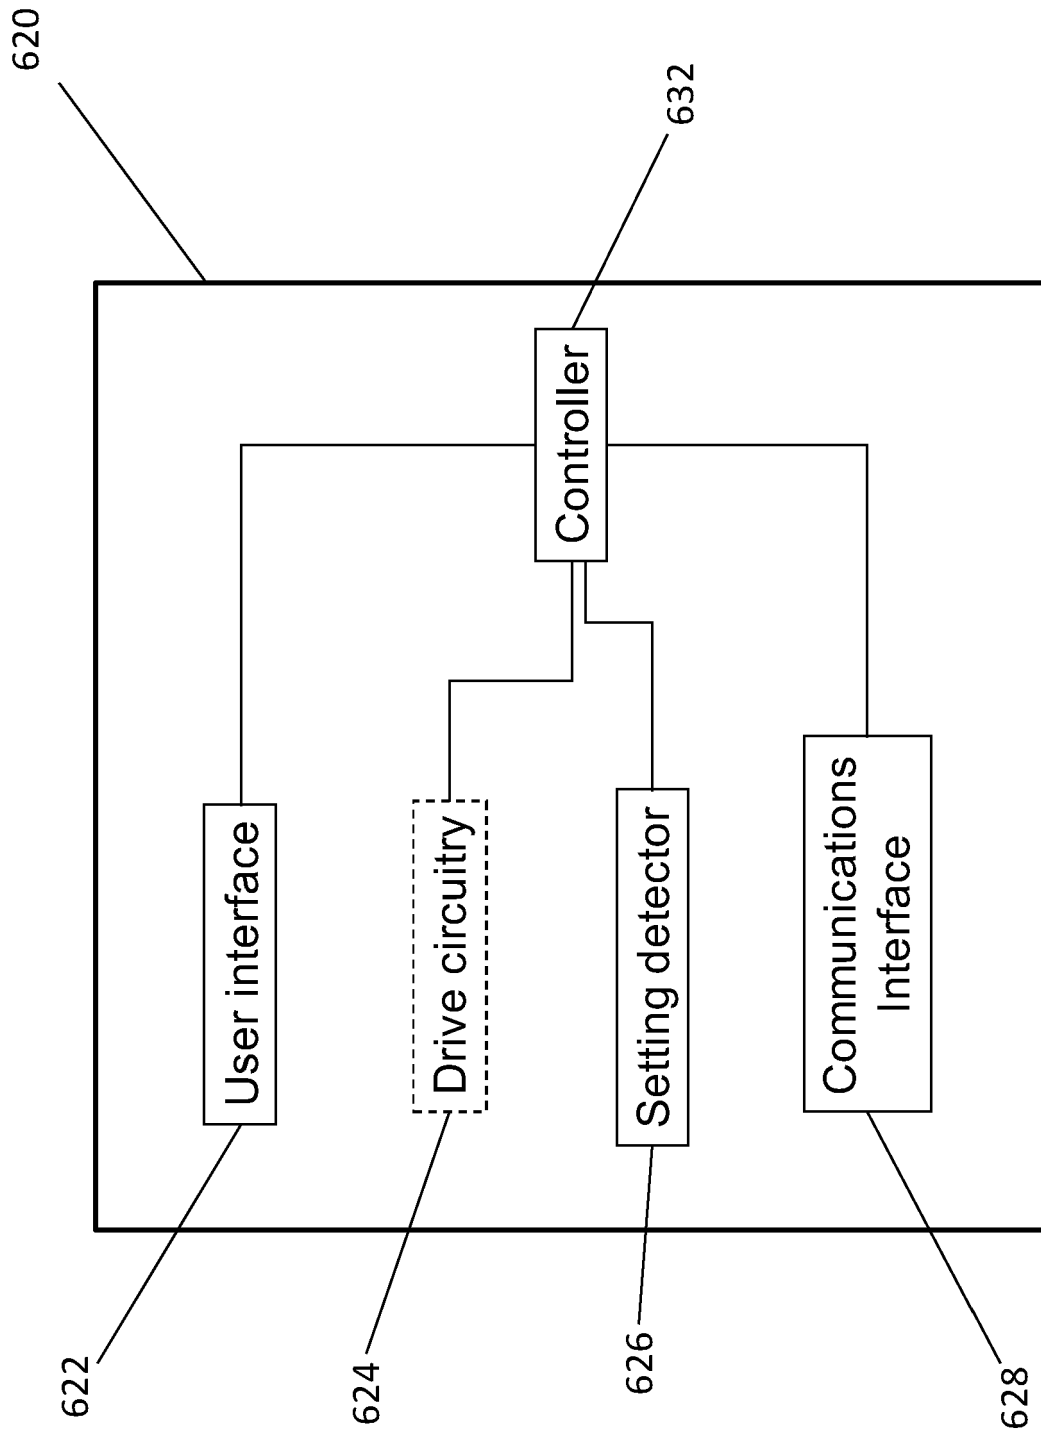 620
632
User interface
Drive circuitry
Setting detector
Communications
Interface
Controller
622
624
626
628